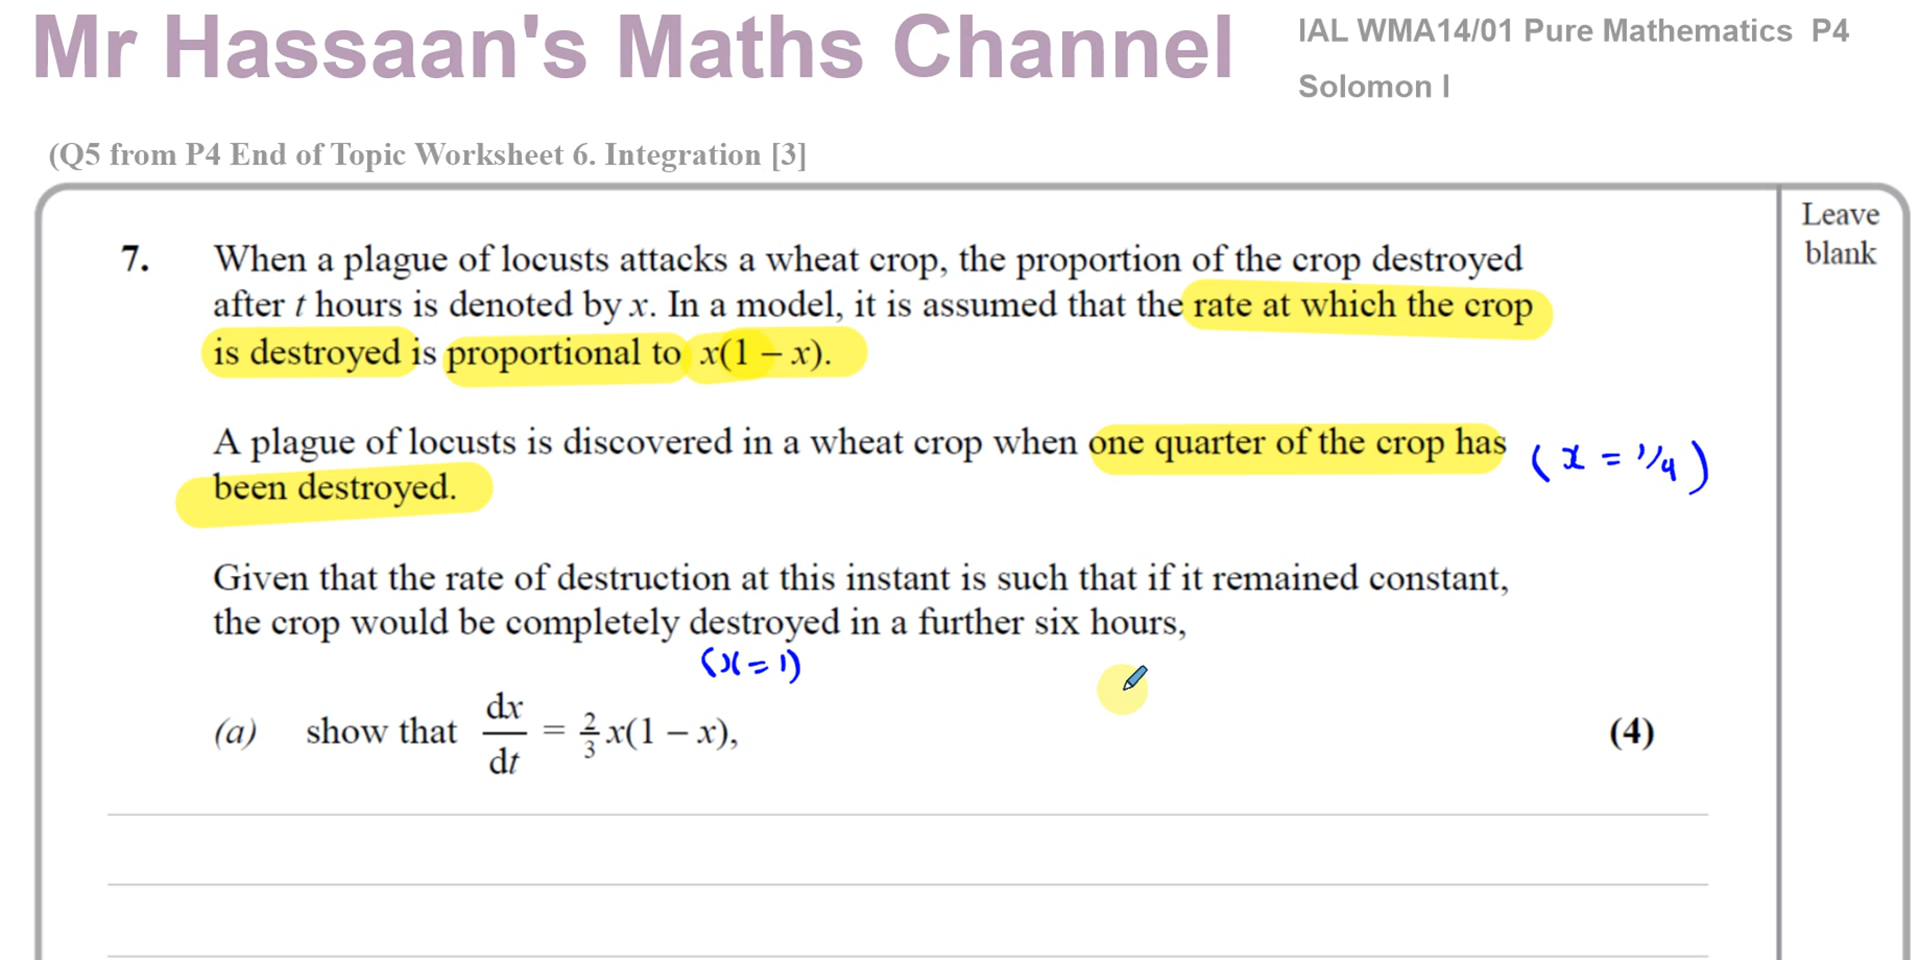 Mr Hassaan's Maths Channel
IAL WMA14/01 Pure Mathematics P4
Solomon I
(Q5 from P4 End of Topic Worksheet 6. Integration [3]
Leave
blank
7. When a plague of locusts attacks a wheat crop, the proportion of the crop destroyed
after t hours is denoted by x. In a model, it is assumed that the rate at which the crop
is destroyed is proportional to x(1 – x).
A plague of locusts is discovered in a wheat crop when one quarter of the crop has (x = 1/4)
been destroyed.
Given that the rate of destruction at this instant is such that if it remained constant,
the crop would be completely destroyed in a further six hours,
(x = 1)
(a) show that dx/dt = 2/3 x(1 – x), (4)